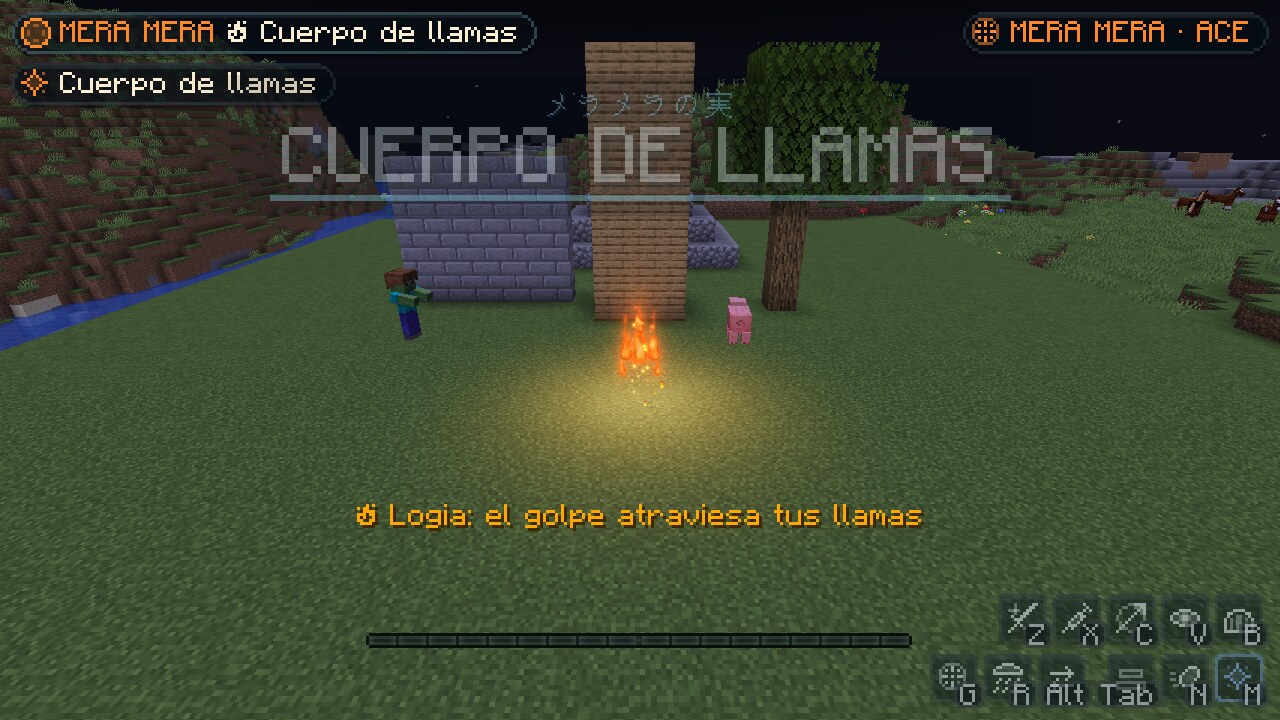 MERA MERA Cuerpo de llamas
MERA MERA · ACE
Cuerpo de llamas
メラメラの実
CUERPO DE LLAMAS
Logia: el golpe atraviesa tus llamas
Z X C V B
G R Alt Tab N M